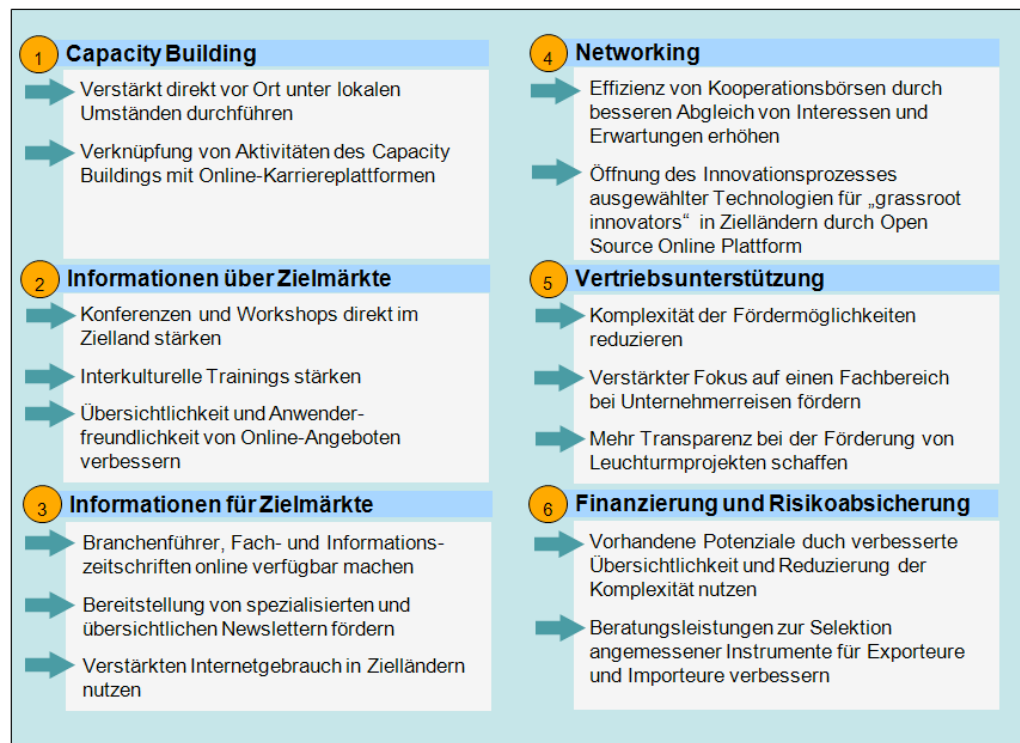 1 Capacity Building
Verstärkt direkt vor Ort unter lokalen
Umständen durchführen
Verknüpfung von Aktivitäten des Capacity
Buildings mit Online-Karriereplattformen
2 Informationen über Zielmärkte
Konferenzen und Workshops direkt im
Zielland stärken
Interkulturelle Trainings stärken
Übersichtlichkeit und Anwender-
freundlichkeit von Online-Angeboten
verbessern
3 Informationen für Zielmärkte
Branchenführer, Fach- und Informations-
zeitschriften online verfügbar machen
Bereitstellung von spezialisierten und
übersichtlichen Newslettern fördern
Verstärkten Internetgebrauch in Zielländern
nutzen
4 Networking
Effizienz von Kooperationsbörsen durch
besseren Abgleich von Interessen und
Erwartungen erhöhen
Öffnung des Innovationsprozesses
ausgewählter Technologien für „grassroot
innovators“ in Zielländern durch Open
Source Online Plattform
5 Vertriebsunterstützung
Komplexität der Fördermöglichkeiten
reduzieren
Verstärkter Fokus auf einen Fachbereich
bei Unternehmerreisen fördern
Mehr Transparenz bei der Förderung von
Leuchturmprojekten schaffen
6 Finanzierung und Risikoabsicherung
Vorhandene Potenziale duch verbesserte
Übersichtlichkeit und Reduzierung der
Komplexität nutzen
Beratungsleistungen zur Selektion
angemessener Instrumente für Exporteure
und Importeure verbessern